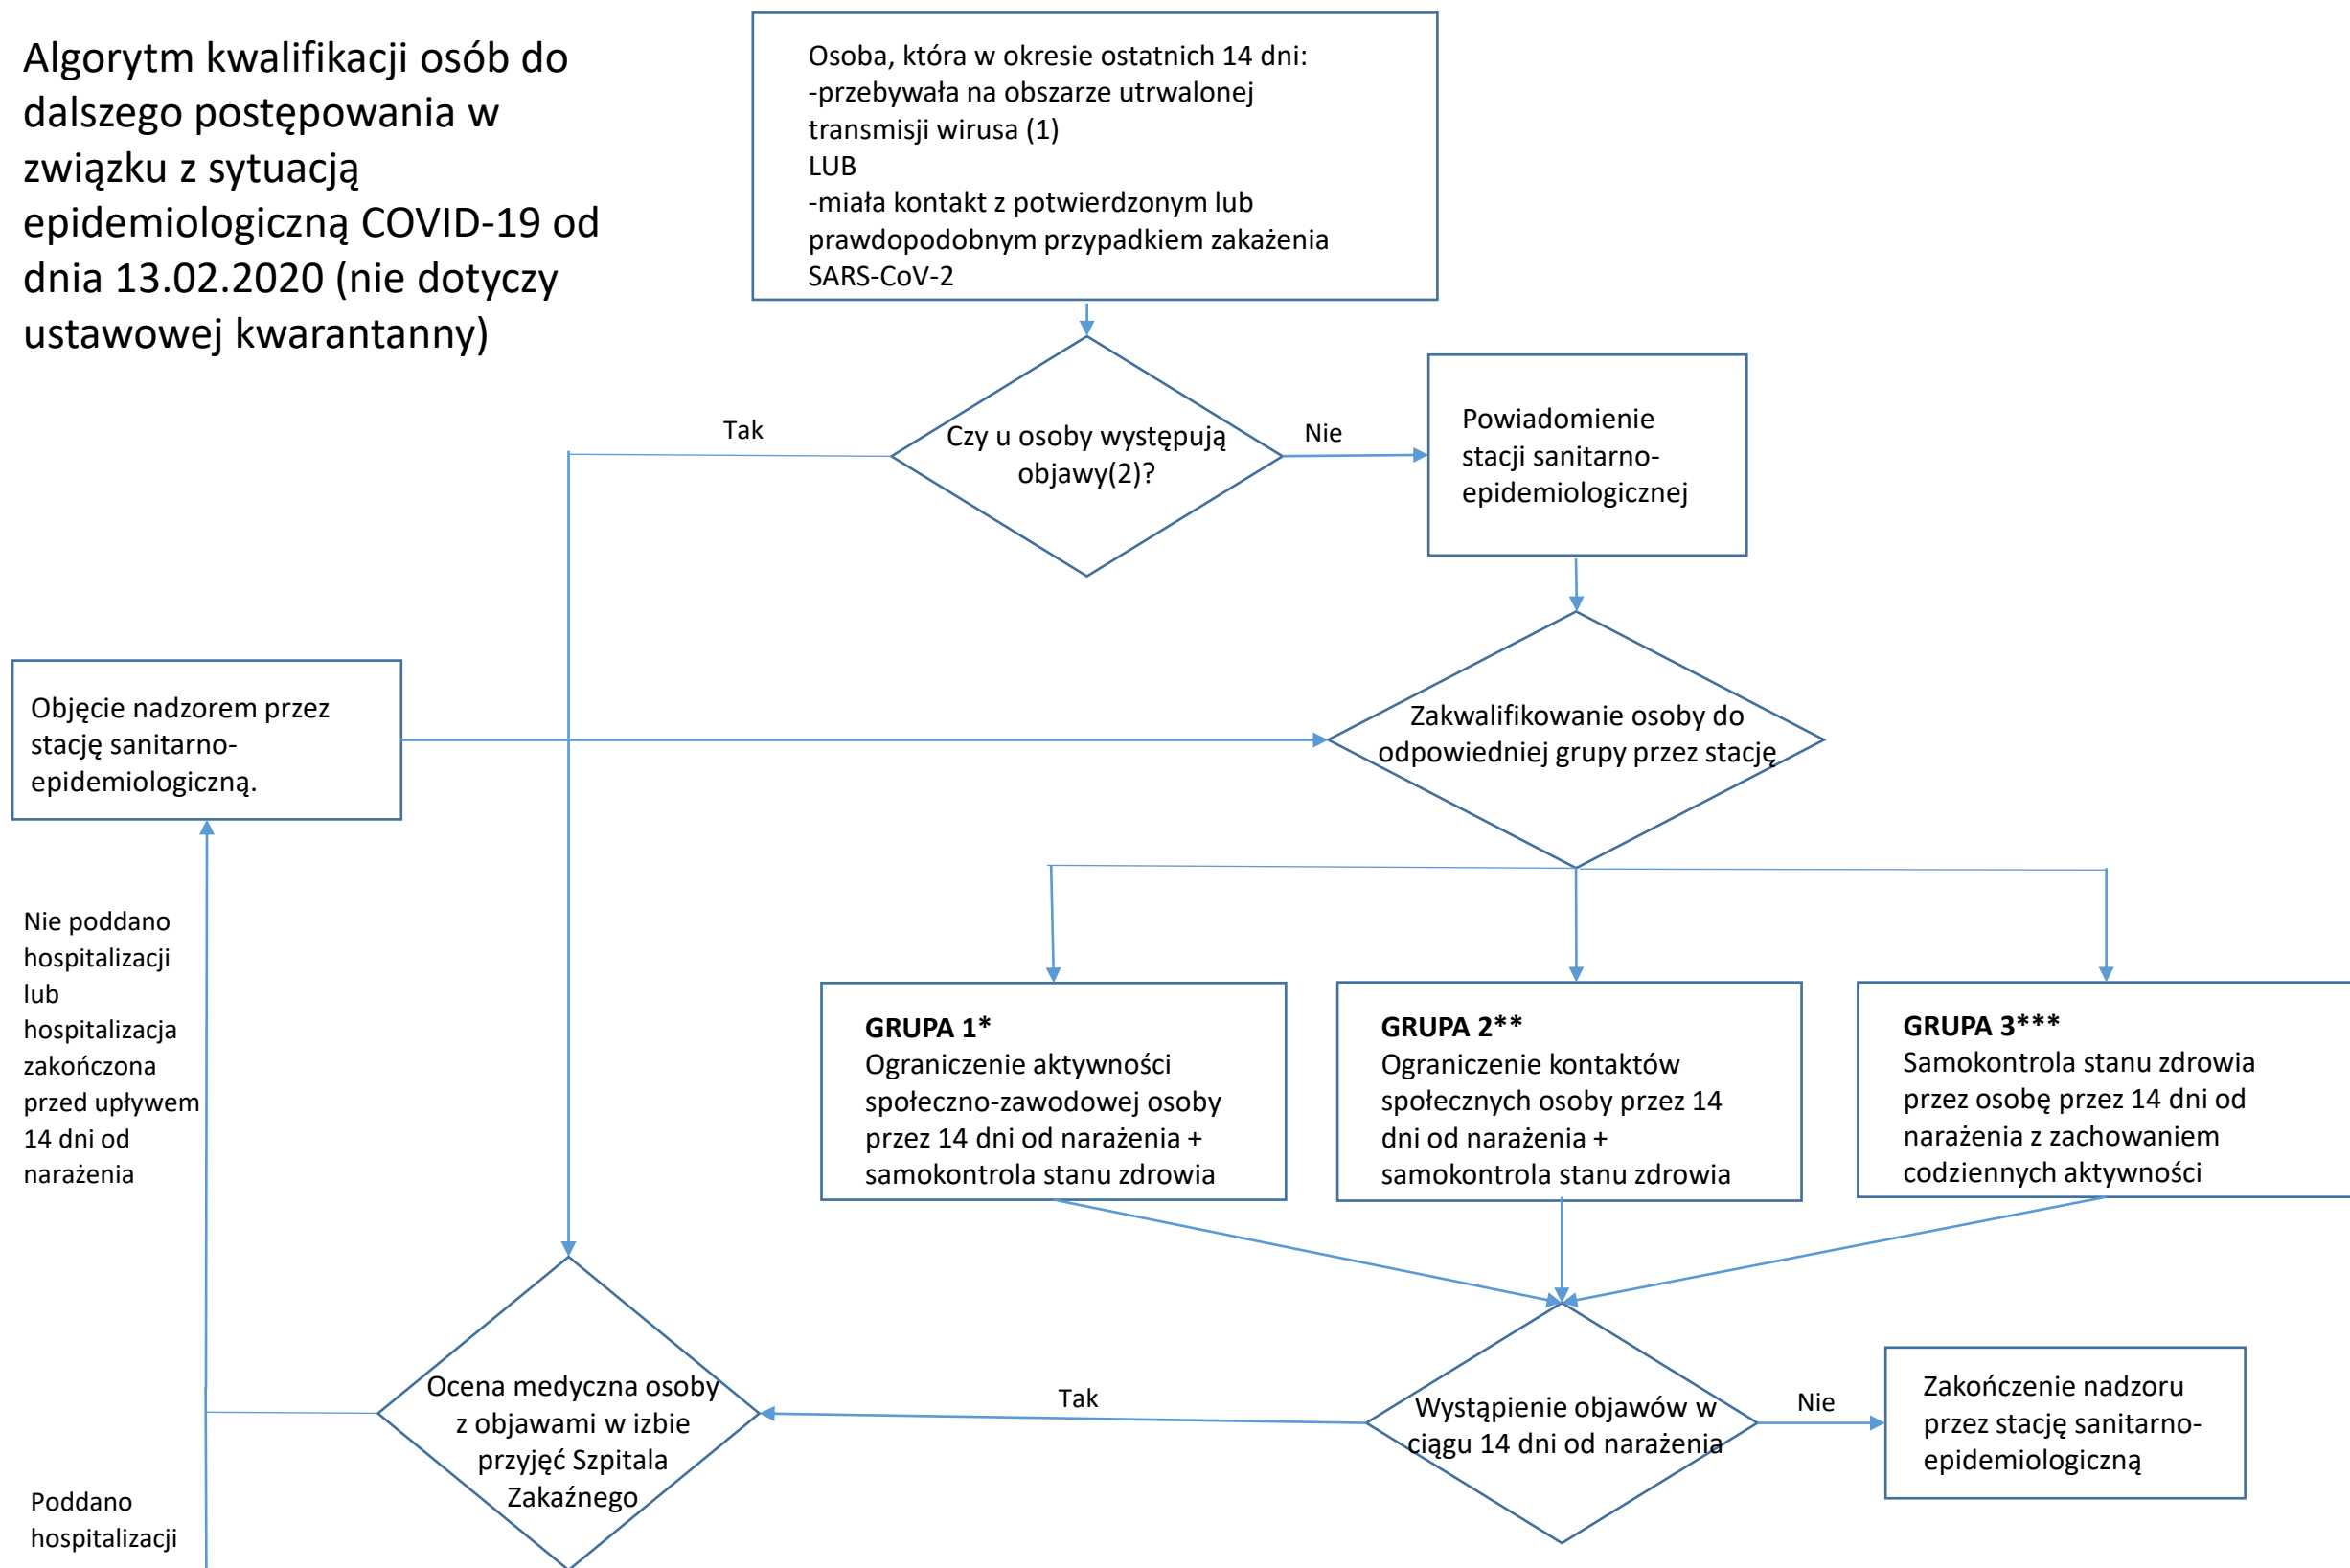 Algorytm kwalifikacji osób do
dalszego postępowania w
związku z sytuacją
epidemiologiczną COVID-19 od
dnia 13.02.2020 (nie dotyczy
ustawowej kwarantanny)
Osoba, która w okresie ostatnich 14 dni:
-przebywała na obszarze utrwalonej
transmisji wirusa (1)
LUB
-miała kontakt z potwierdzonym lub
prawdopodobnym przypadkiem zakażenia
SARS-CoV-2
Tak
Czy u osoby występują
objawy(2)?
Nie
Powiadomienie
stacji sanitarno-
epidemiologicznej
Objęcie nadzorem przez
stację sanitarno-
epidemiologiczną.
Zakwalifikowanie osoby do
odpowiedniej grupy przez stację
Nie poddano
hospitalizacji
lub
hospitalizacja
zakończona
przed upływem
14 dni od
narażenia
GRUPA 1*
Ograniczenie aktywności
społeczno-zawodowej osoby
przez 14 dni od narażenia +
samokontrola stanu zdrowia
GRUPA 2**
Ograniczenie kontaktów
społecznych osoby przez 14
dni od narażenia +
samokontrola stanu zdrowia
GRUPA 3***
Samokontrola stanu zdrowia
przez osobę przez 14 dni od
narażenia z zachowaniem
codziennych aktywności
Ocena medyczna osoby
z objawami w izbie
przyjęć Szpitala
Zakaźnego
Tak
Wystąpienie objawów w
ciągu 14 dni od narażenia
Nie
Zakończenie nadzoru
przez stację sanitarno-
epidemiologiczną
Poddano
hospitalizacji